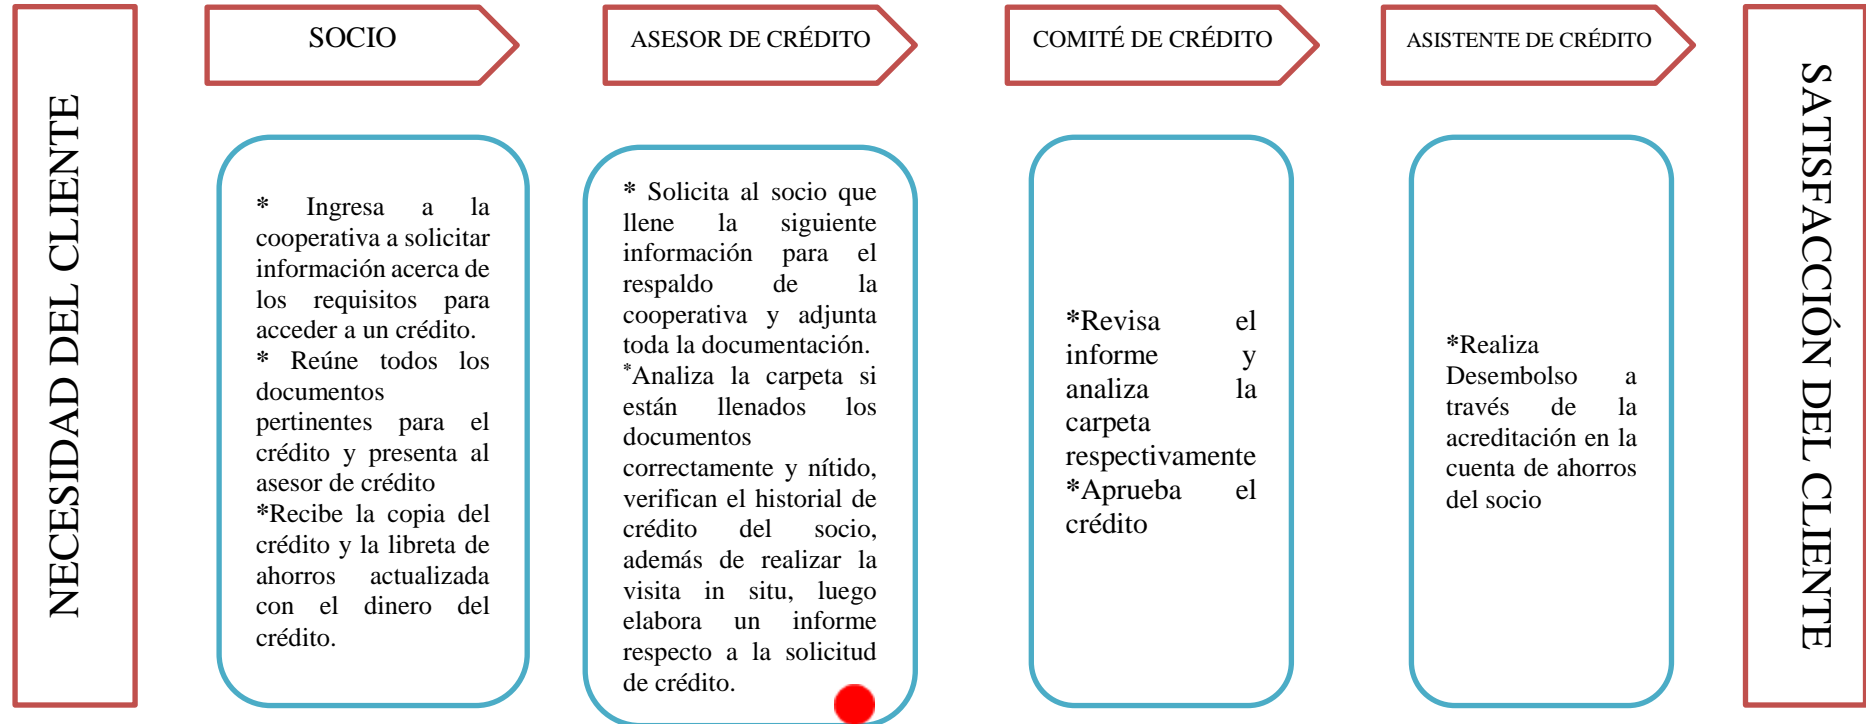 NECESIDAD DEL CLIENTE
SOCIO
* Ingresa a la
cooperativa a solicitar
información acerca de
los requisitos para
acceder a un crédito.
* Reúne todos los
documentos
pertinentes para el
crédito y presenta al
asesor de crédito
*Recibe la copia del
crédito y la libreta de
ahorros actualizada
con el dinero del
crédito.
ASESOR DE CRÉDITO
* Solicita al socio que
llene la siguiente
información para el
respaldo de la
cooperativa y adjunta
toda la documentación.
*Analiza la carpeta si
están llenados los
documentos
correctamente y nítido,
verifican el historial de
crédito del socio,
además de realizar la
visita in situ, luego
elabora un informe
respecto a la solicitud
de crédito.
COMITÉ DE CRÉDITO
*Revisa el
informe y
analiza la
carpeta
respectivamente
*Aprueba el
crédito
ASISTENTE DE CRÉDITO
*Realiza
Desembolso a
través de la
acreditación en la
cuenta de ahorros
del socio
SATISFACCIÓN DEL CLIENTE